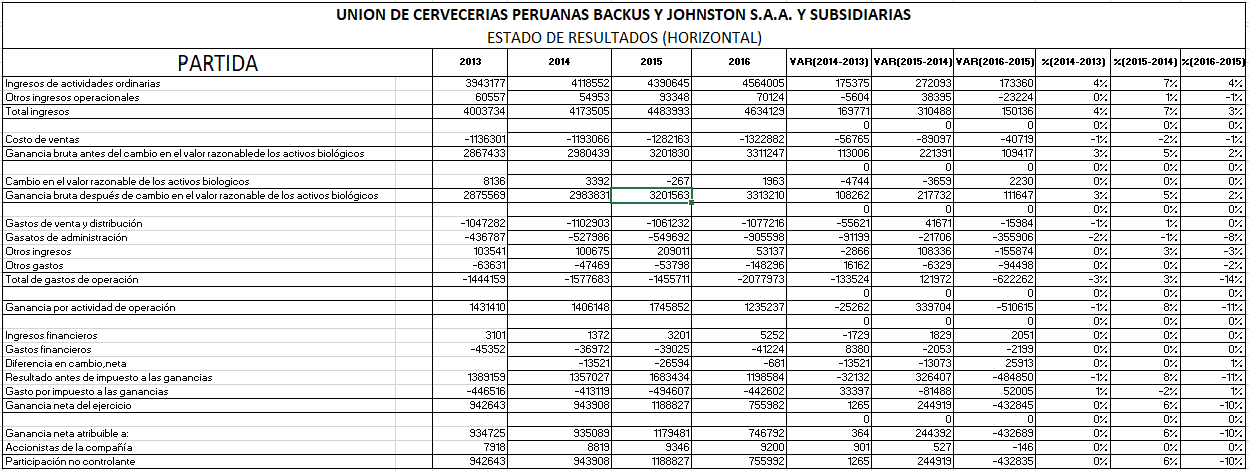 UNION DE CERVECERIAS PERUANAS BACKUS Y JOHNSTON S.A.A. Y SUBSIDIARIAS
ESTADO DE RESULTADOS (HORIZONTAL)
PARTIDA 2013 2014 2015 2016 VAR(2014-2013) VAR(2015-2014) VAR(2016-2015) %(2014-2013) %(2015-2014) %(2016-2015)
Ingresos de actividades ordinarias 3943177 4118552 4390645 4564005 175375 272093 173360 4% 7% 4%
Otros ingresos operacionales 60557 54953 93348 70124 -5604 38395 -23224 0% 1% -1%
Total ingresos 4003734 4173505 4483993 4634129 169771 310488 150136 4% 7% 3%
0 0 0 0% 0% 0%
Costo de ventas -1136301 -1193066 -1282163 -1322882 -56765 -89097 -40719 -1% -2% -1%
Ganancia bruta antes del cambio en el valor razonablede los activos biológicos 2867433 2980439 3201830 3311247 113006 221391 109417 3% 5% 2%
0 0 0 0% 0% 0%
Cambio en el valor razonable de los activos biologicos 8136 3392 -267 1963 -4744 -3659 2230 0% 0% 0%
Ganancia bruta después de cambio en el valor razonable de los activos biológicos 2875569 2983831 3201563 3313210 108262 217732 111647 3% 5% 2%
0 0 0 0% 0% 0%
Gastos de venta y distribución -1047282 -1102903 -1061232 -1077216 -55621 41671 -15984 -1% 1% 0%
Gasatos de administración -436787 -527986 -549692 -905598 -91199 -21706 -355906 -2% -1% -8%
Otros ingresos 103541 100675 209011 53137 -2866 108336 -155874 0% 3% -3%
Otros gastos -63631 -47469 -53798 -148296 16162 -6329 -94498 0% 0% -2%
Total de gastos de operación -1444159 -1577683 -1455711 -2077973 -133524 121972 -622262 -3% 3% -14%
0 0 0 0% 0% 0%
Ganancia por actividad de operación 1431410 1406148 1745852 1235237 -25262 339704 -510615 -1% 8% -11%
0 0 0 0% 0% 0%
Ingresos financieros 3101 1372 3201 5252 -1729 1829 2051 0% 0% 0%
Gastos financieros -45352 -36972 -39025 -41224 8380 -2053 -2199 0% 0% 0%
Diferencia en cambio,neta -13521 -26594 -681 -13521 -13073 25913 0% 0% 1%
Resultado antes de impuesto a las ganancias 1389159 1357027 1683434 1198584 -32132 326407 -484850 -1% 8% -11%
Gasto por impuesto a las ganancias -446516 -413119 -494607 -442602 33397 -81488 52005 1% -2% 1%
Ganancia neta del ejercicio 942643 943908 1188827 755982 1265 244919 -432845 0% 6% -10%
0 0 0 0% 0% 0%
Ganancia neta atribuible a: 934725 935089 1179481 746792 364 244392 -432689 0% 6% -10%
Accionistas de la compañía 7918 8819 9346 9200 901 527 -146 0% 0% 0%
Participación no controlante 942643 943908 1188827 755992 1265 244919 -432835 0% 6% -10%